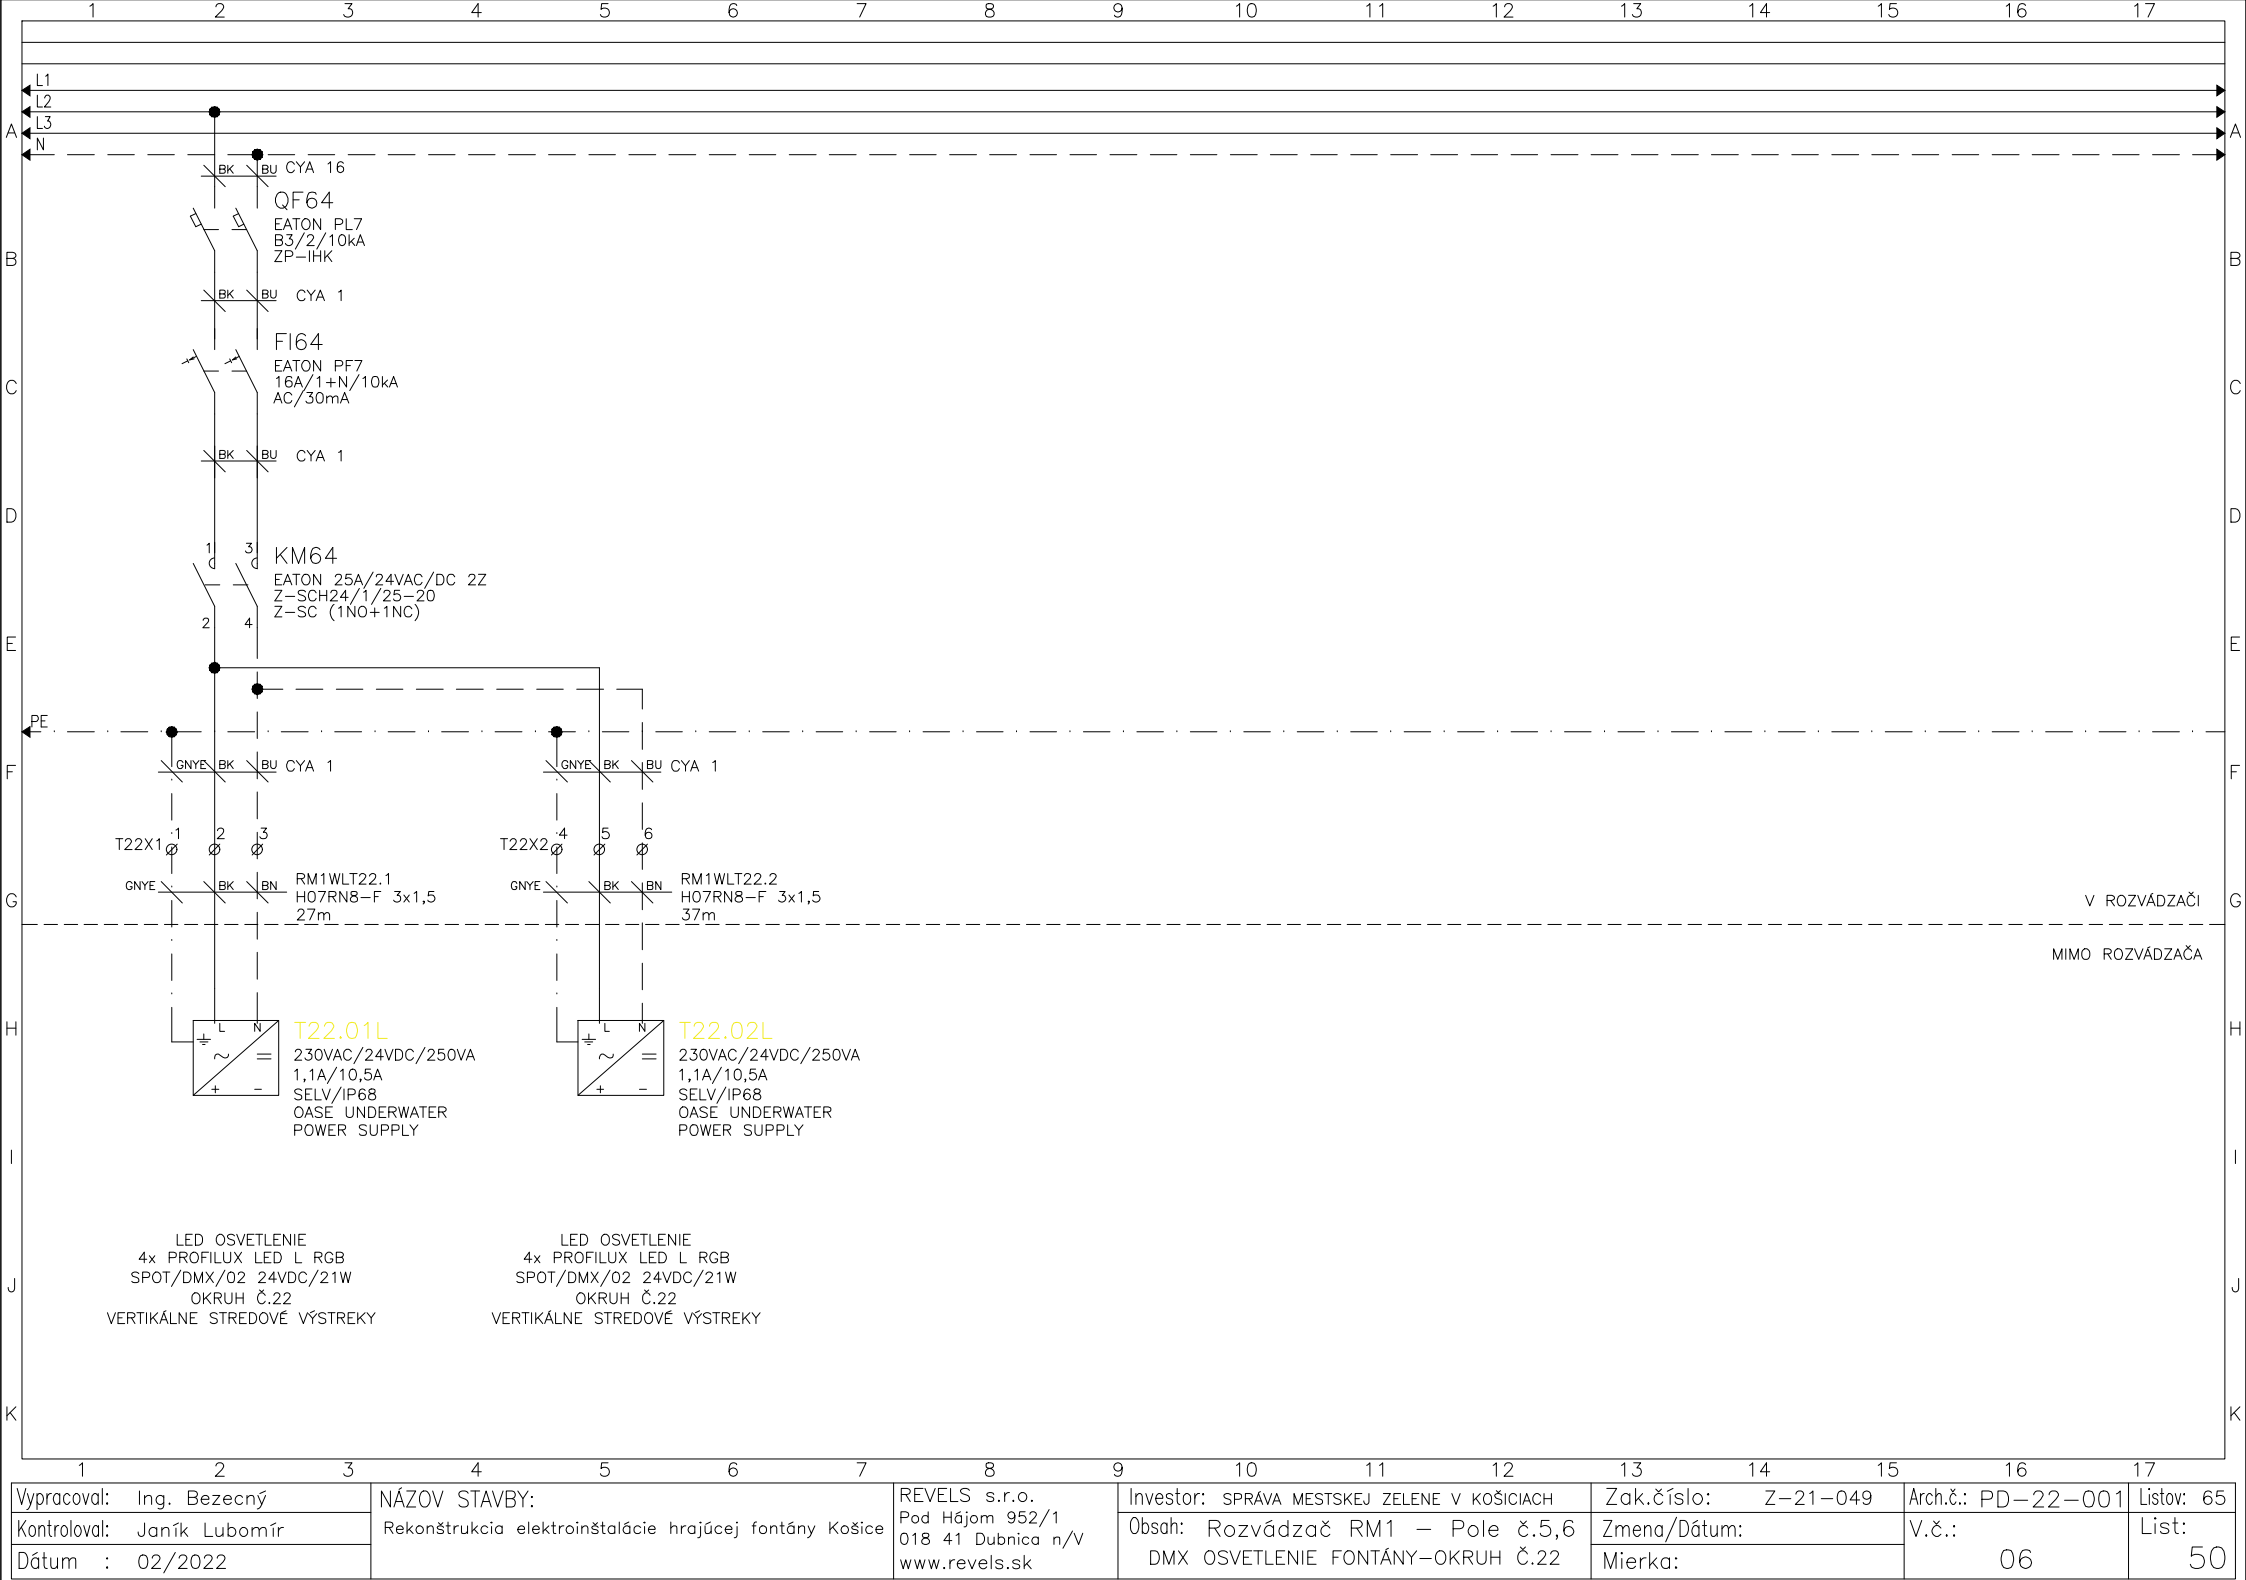 1 2 3 4 5 6 7 8 9 10 11 12 13 14 15 16 17
L1
L2
L3
A A
N
BK BU CYA 16
QF64
EATON PL7
B3/2/10kA
ZP-IHK
B B
BK BU CYA 1
FI64
EATON PF7
16A/1+N/10kA
AC/30mA
C C
BK BU CYA 1
D D
1 3 KM64
EATON 25A/24VAC/DC 2Z
Z-SCH24/1/25-20
Z-SC (1NO+1NC)
2 4
E E
PE
GNYE BK BU CYA 1 GNYE BK BU CYA 1
F F
T22X1 1 2 3 T22X2 4 5 6
GNYE BK BN RM1WLT22.1 GNYE BK BN RM1WLT22.2
H07RN8-F 3x1,5 H07RN8-F 3x1,5
27m 37m
G V ROZVÁDZAČI G
MIMO ROZVÁDZAČA
H H
L N T22.01L L N T22.02L
230VAC/24VDC/250VA 230VAC/24VDC/250VA
1,1A/10,5A 1,1A/10,5A
+ - SELV/IP68 + - SELV/IP68
OASE UNDERWATER OASE UNDERWATER
POWER SUPPLY POWER SUPPLY
I I
LED OSVETLENIE LED OSVETLENIE
4x PROFILUX LED L RGB 4x PROFILUX LED L RGB
SPOT/DMX/02 24VDC/21W SPOT/DMX/02 24VDC/21W
J J
OKRUH Č.22 OKRUH Č.22
VERTIKÁLNE STREDOVÉ VÝSTREKY VERTIKÁLNE STREDOVÉ VÝSTREKY
K K
1 2 3 4 5 6 7 8 9 10 11 12 13 14 15 16 17
Vypracoval: Ing. Bezecný
Kontroloval: Janík Lubomír
Dátum : 02/2022
NÁZOV STAVBY:
Rekonštrukcia elektroinštalácie hrajúcej fontány Košice
REVELS s.r.o.
Pod Hájom 952/1
018 41 Dubnica n/V
www.revels.sk
Investor: SPRÁVA MESTSKEJ ZELENE V KOŠICIACH
Obsah: Rozvádzač RM1 - Pole č.5,6
DMX OSVETLENIE FONTÁNY-OKRUH Č.22
Zak.číslo: Z-21-049
Zmena/Dátum:
Mierka:
Arch.č.: PD-22-001
V.č.:
06
Listov: 65
List:
50